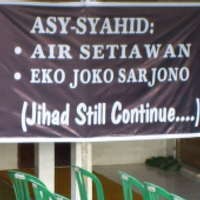 ASY-SYAHID:
• AIR SETIAWAN
• EKO JOKO SARJONO
(Jihad Still Continue....)